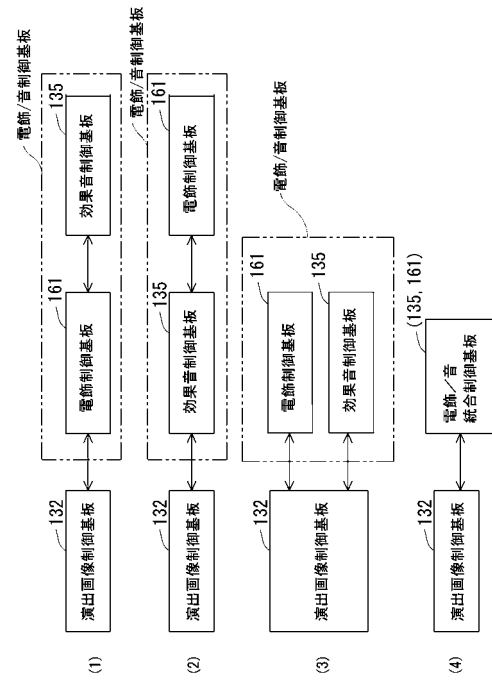 (1)
演出画像制御基板
132
電飾制御基板
161
効果音制御基板
135
電飾/音制御基板
(2)
演出画像制御基板
132
効果音制御基板
135
電飾制御基板
161
電飾/音制御基板
(3)
演出画像制御基板
132
電飾制御基板
161
効果音制御基板
135
電飾/音制御基板
(4)
演出画像制御基板
132
電飾/音
統合制御基板
(135, 161)